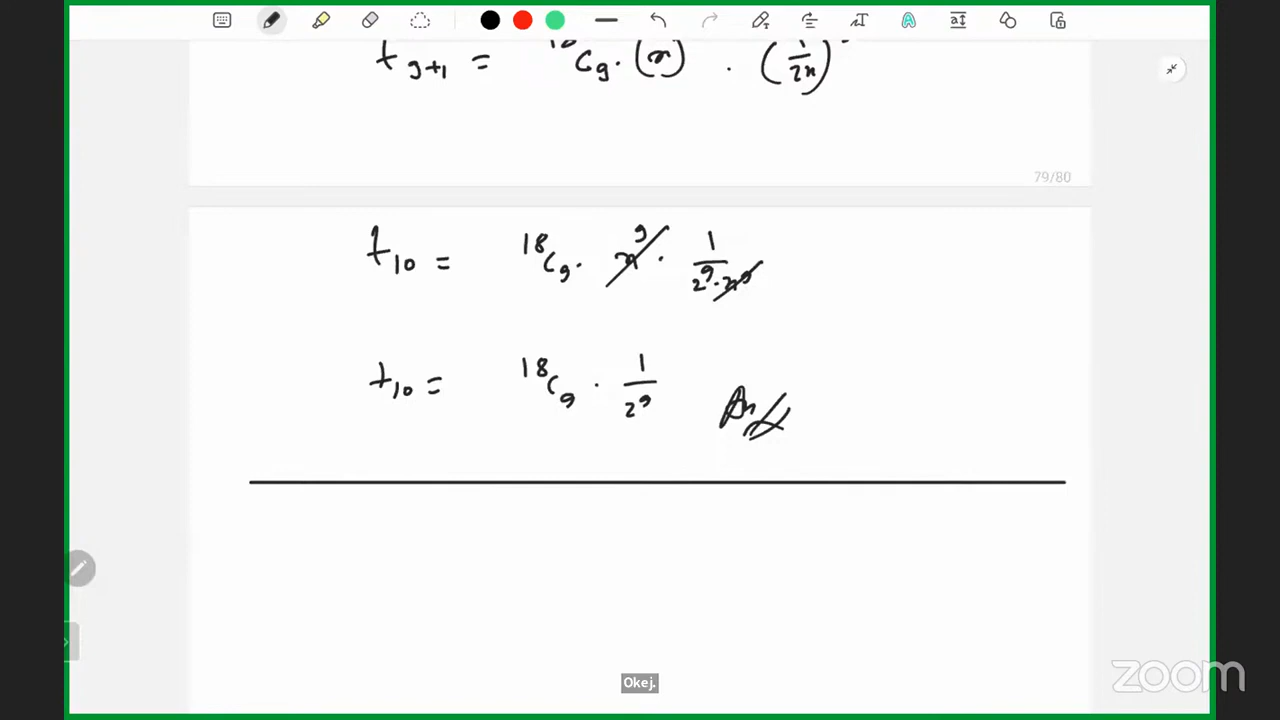 t₉₊₁ = ¹⁸C₉ · (x) · (1/2x)
79/80
t₁₀ = ¹⁸C₉ · x⁹ · 1/2⁹·x⁹
t₁₀ = ¹⁸C₉ · 1/2⁹ Ans
Okej.
zoom